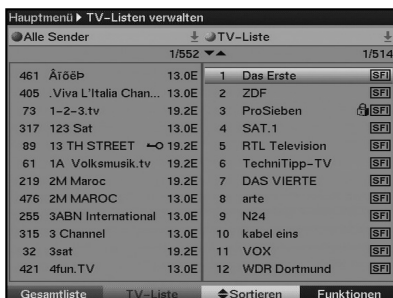 Hauptmenü TV-Listen verwalten
Alle Sender
TV-Liste
1/552
1/514
461 ÂīōëÞ 13.0E
405 .Viva L'Italia Chan... 13.0E
73 1-2-3.tv 19.2E
317 123 Sat 13.0E
89 13 TH STREET 19.2E
61 1A Volksmusik.tv 19.2E
219 2M Maroc 13.0E
476 2M MAROC 13.0E
255 3ABN International 13.0E
315 3 Channel 13.0E
32 3sat 19.2E
421 4fun.TV 13.0E
1 Das Erste SFI
2 ZDF SFI
3 ProSieben SFI
4 SAT.1 SFI
5 RTL Television SFI
6 TechniTipp-TV SFI
7 DAS VIERTE SFI
8 arte SFI
9 N24 SFI
10 kabel eins SFI
11 VOX SFI
12 WDR Dortmund SFI
Gesamtliste TV-Liste Sortieren Funktionen